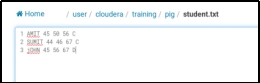 Home / user / cloudera / training / pig / student.txt
1 AMIT 45 50 56 C
2 SUMIT 44 46 67 C
3 jOHN 45 56 67 D